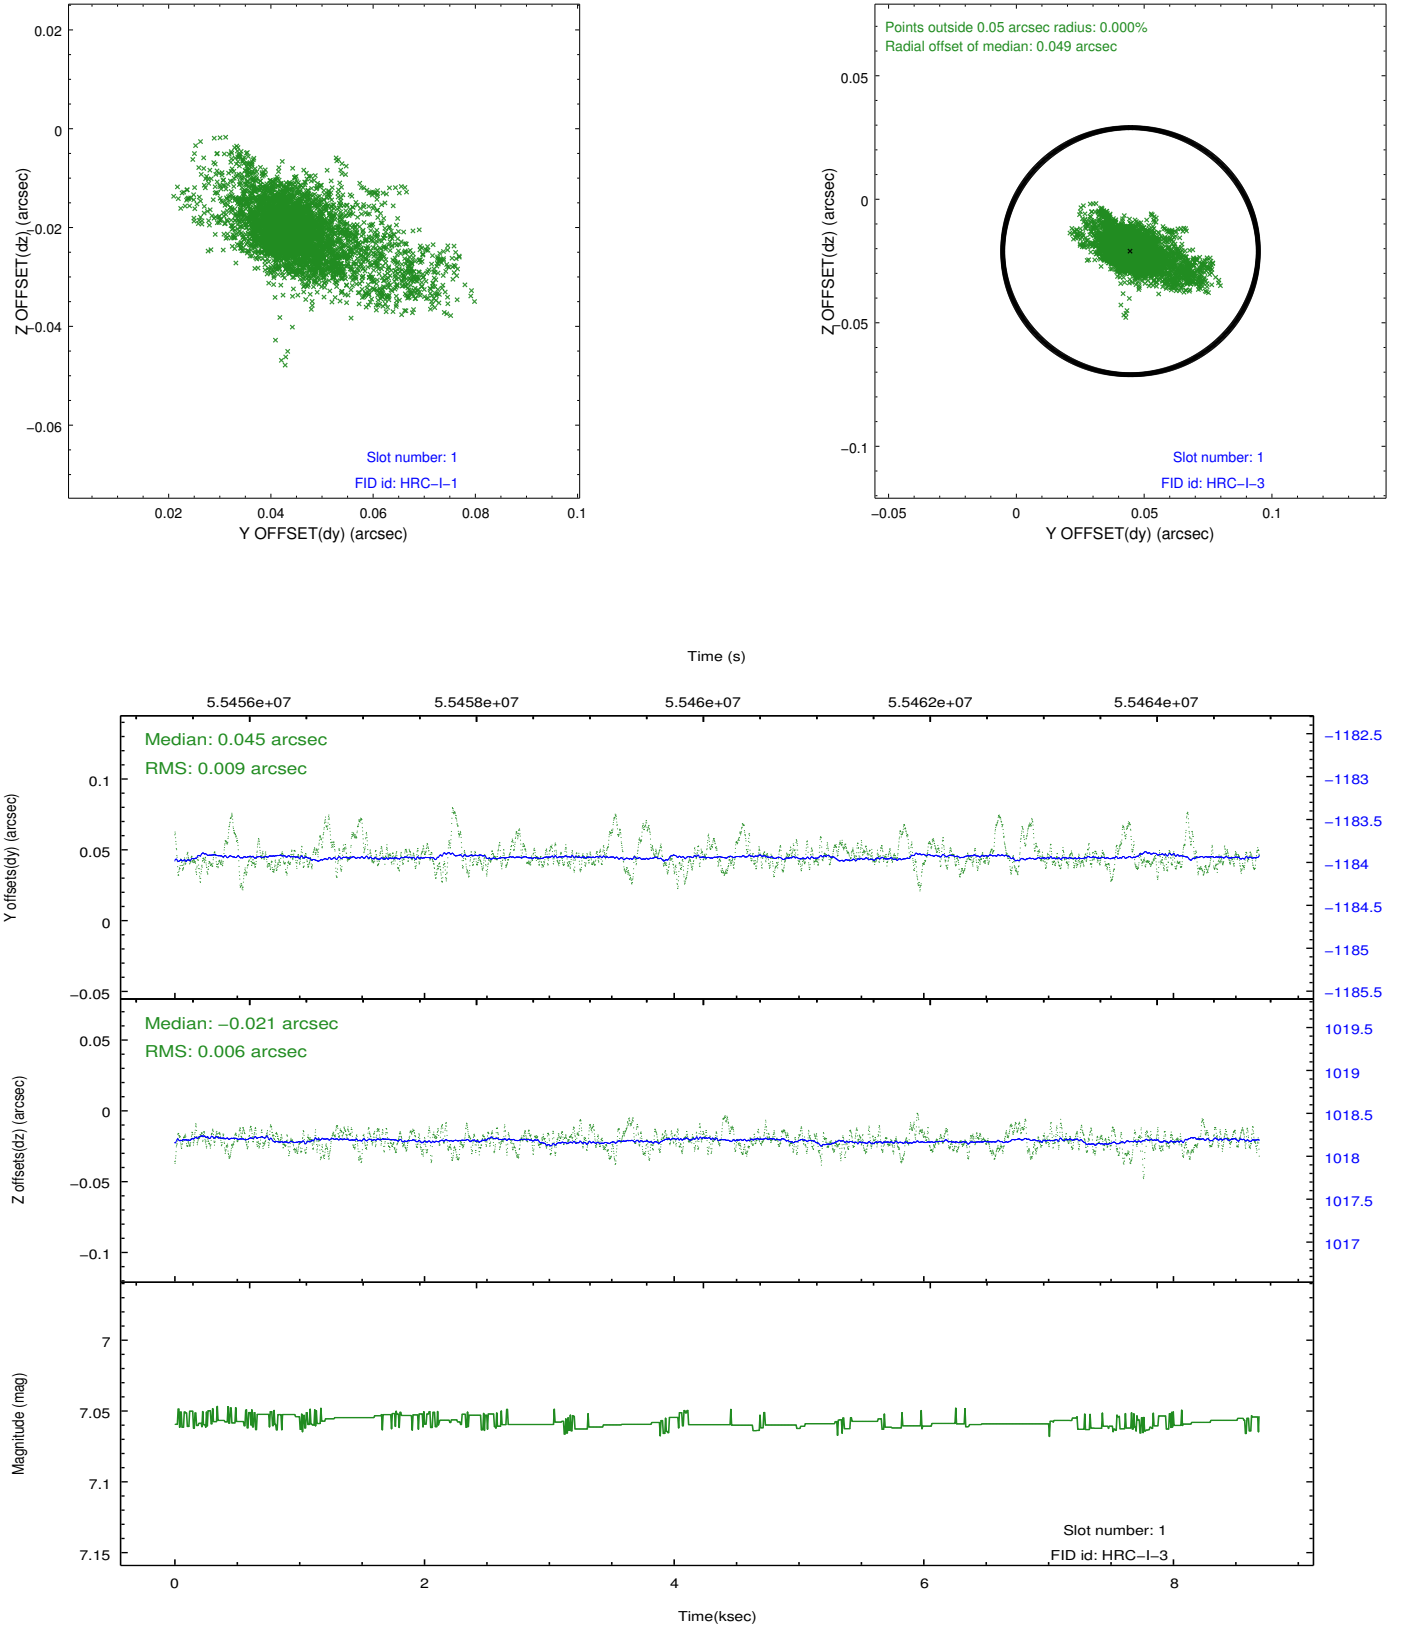 0.02
0
−0.02
−0.04
−0.06
Z OFFSET(dz) (arcsec)
Slot number: 1
FID id: HRC−I−1
0.02 0.04 0.06 0.08 0.1
Y OFFSET(dy) (arcsec)
Points outside 0.05 arcsec radius: 0.000%
Radial offset of median: 0.049 arcsec
0.05
0
−0.05
−0.1
Z OFFSET(dz) (arcsec)
Slot number: 1
FID id: HRC−I−3
−0.05 0 0.05 0.1
Y OFFSET(dy) (arcsec)
Time (s)
5.5456e+07 5.5458e+07 5.546e+07 5.5462e+07 5.5464e+07
Median: 0.045 arcsec
RMS: 0.009 arcsec
0.1
0.05
0
−0.05
Y offsets(dy) (arcsec)
−1182.5
−1183
−1183.5
−1184
−1184.5
−1185
−1185.5
Median: −0.021 arcsec
RMS: 0.006 arcsec
0.05
0
−0.05
−0.1
Z offsets(dz) (arcsec)
1019.5
1019
1018.5
1018
1017.5
1017
7
7.05
7.1
7.15
Magnitude (mag)
Slot number: 1
FID id: HRC−I−3
0 2 4 6 8
Time(ksec)